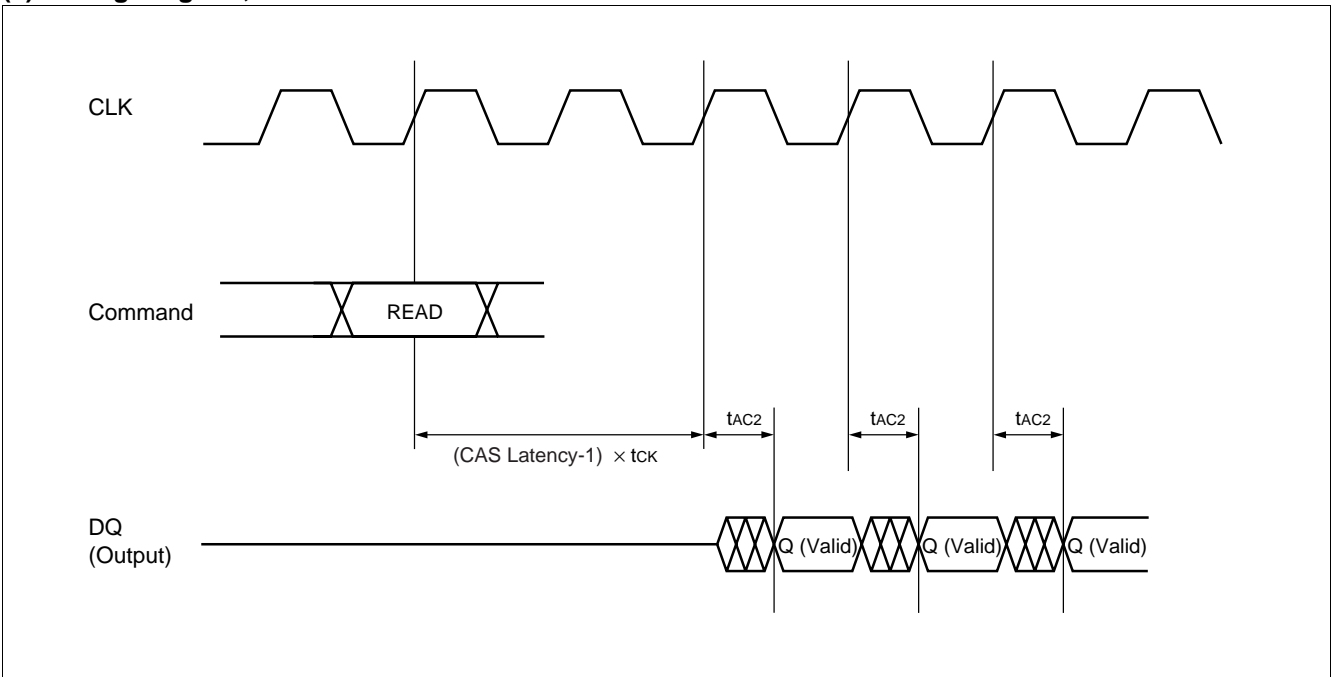 CLK
Command
READ
tAC2 tAC2 tAC2
(CAS Latency-1) × tCK
DQ
(Output)
Q (Valid) Q (Valid) Q (Valid)